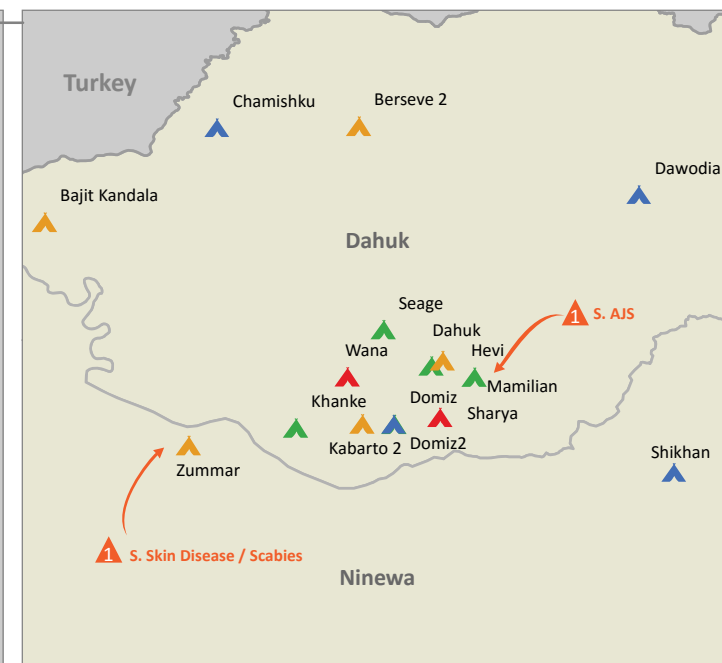 Turkey
Chamishku
Berseve 2
Dawodia
Bajit Kandala
Dahuk
Seage
1
S. AJS
Dahuk
Wana
Hevi
Mamilian
Khanke
Domiz
Sharya
Kabarto 2
Domiz2
Shikhan
Zummar
1
S. Skin Disease / Scabies
Ninewa